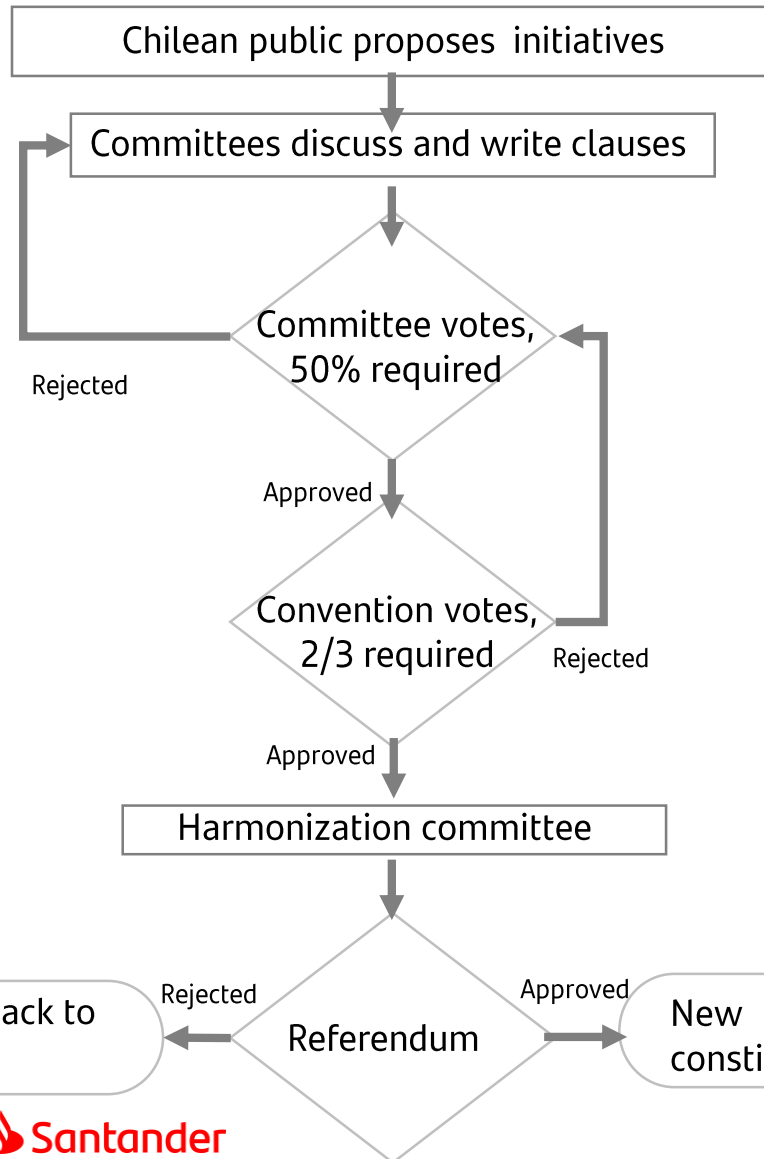 Chilean public proposes initiatives
Committees discuss and write clauses
Committee votes,
50% required
Rejected
Approved
Convention votes,
2/3 required
Rejected
Approved
Harmonization committee
Rejected
Approved
ack to
Referendum
New
consti
Santander